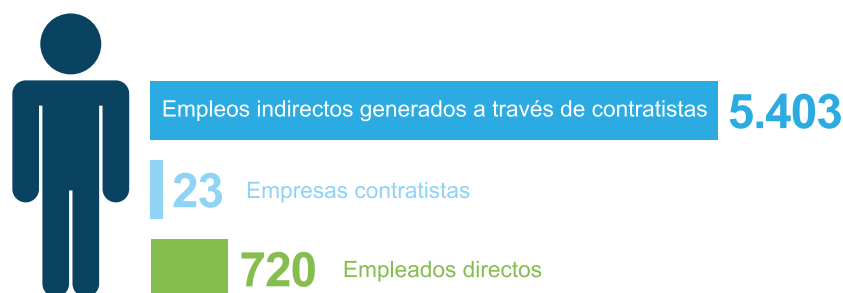 Empleos indirectos generados a través de contratistas 5.403
23 Empresas contratistas
720 Empleados directos